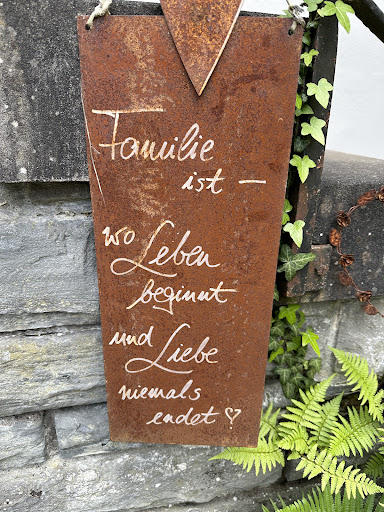 Familie
ist –
wo Leben
beginnt
und Liebe
niemals
endet ♡